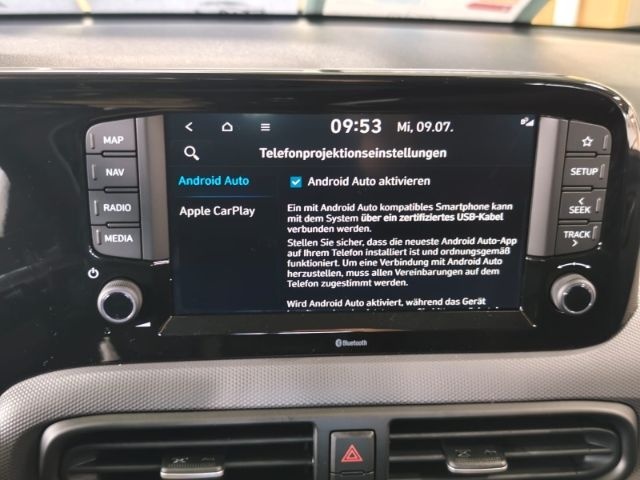 09:53 Mi, 09.07.
Telefonprojektionseinstellungen
MAP
NAV
RADIO
MEDIA
Android Auto
Apple CarPlay
Android Auto aktivieren
Ein mit Android Auto kompatibles Smartphone kann
mit dem System über ein zertifiziertes USB-Kabel
verbunden werden.
Stellen Sie sicher, dass die neueste Android Auto-App
auf Ihrem Telefon installiert ist und ordnungsgemäß
funktioniert. Um eine Verbindung mit Android Auto
herzustellen, muss allen Vereinbarungen auf dem
Telefon zugestimmt werden.
Wird Android Auto aktiviert, während das Gerät
SETUP
SEEK
TRACK
Bluetooth